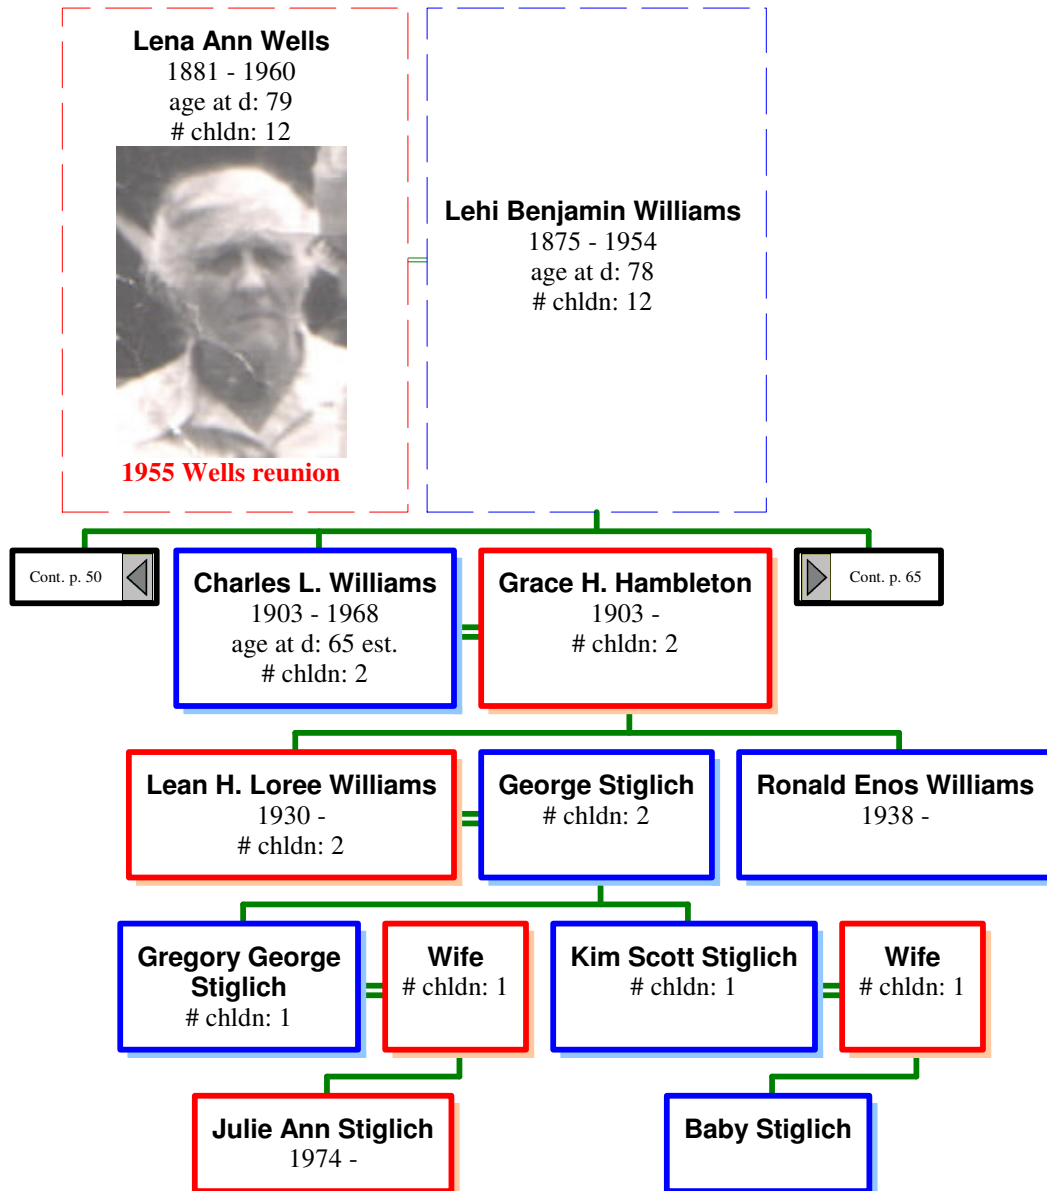 Lena Ann Wells
1881 - 1960
age at d: 79
# chldn: 12
1955 Wells reunion
Lehi Benjamin Williams
1875 - 1954
age at d: 78
# chldn: 12
Cont. p. 50
Charles L. Williams
1903 - 1968
age at d: 65 est.
# chldn: 2
Grace H. Hambleton
1903 -
# chldn: 2
Cont. p. 65
Lean H. Loree Williams
1930 -
# chldn: 2
George Stiglich
# chldn: 2
Ronald Enos Williams
1938 -
Gregory George
Stiglich
# chldn: 1
Wife
# chldn: 1
Kim Scott Stiglich
# chldn: 1
Wife
# chldn: 1
Julie Ann Stiglich
1974 -
Baby Stiglich